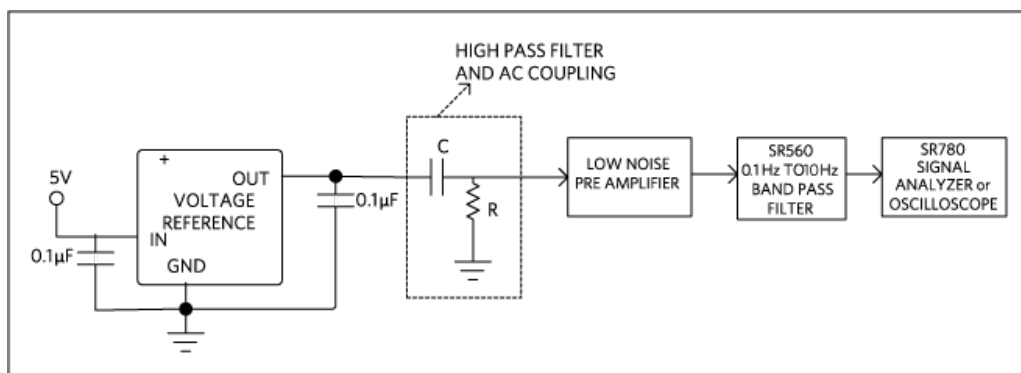 HIGH PASS FILTER
AND AC COUPLING
C
R
+
5V
OUT
VOLTAGE
REFERENCE
IN
GND
0.1µF
0.1µF
LOW NOISE
PRE AMPLIFIER
SR560
0.1Hz TO10Hz
BAND PASS
FILTER
SR780
SIGNAL
ANALYZER or
OSCILLOSCOPE